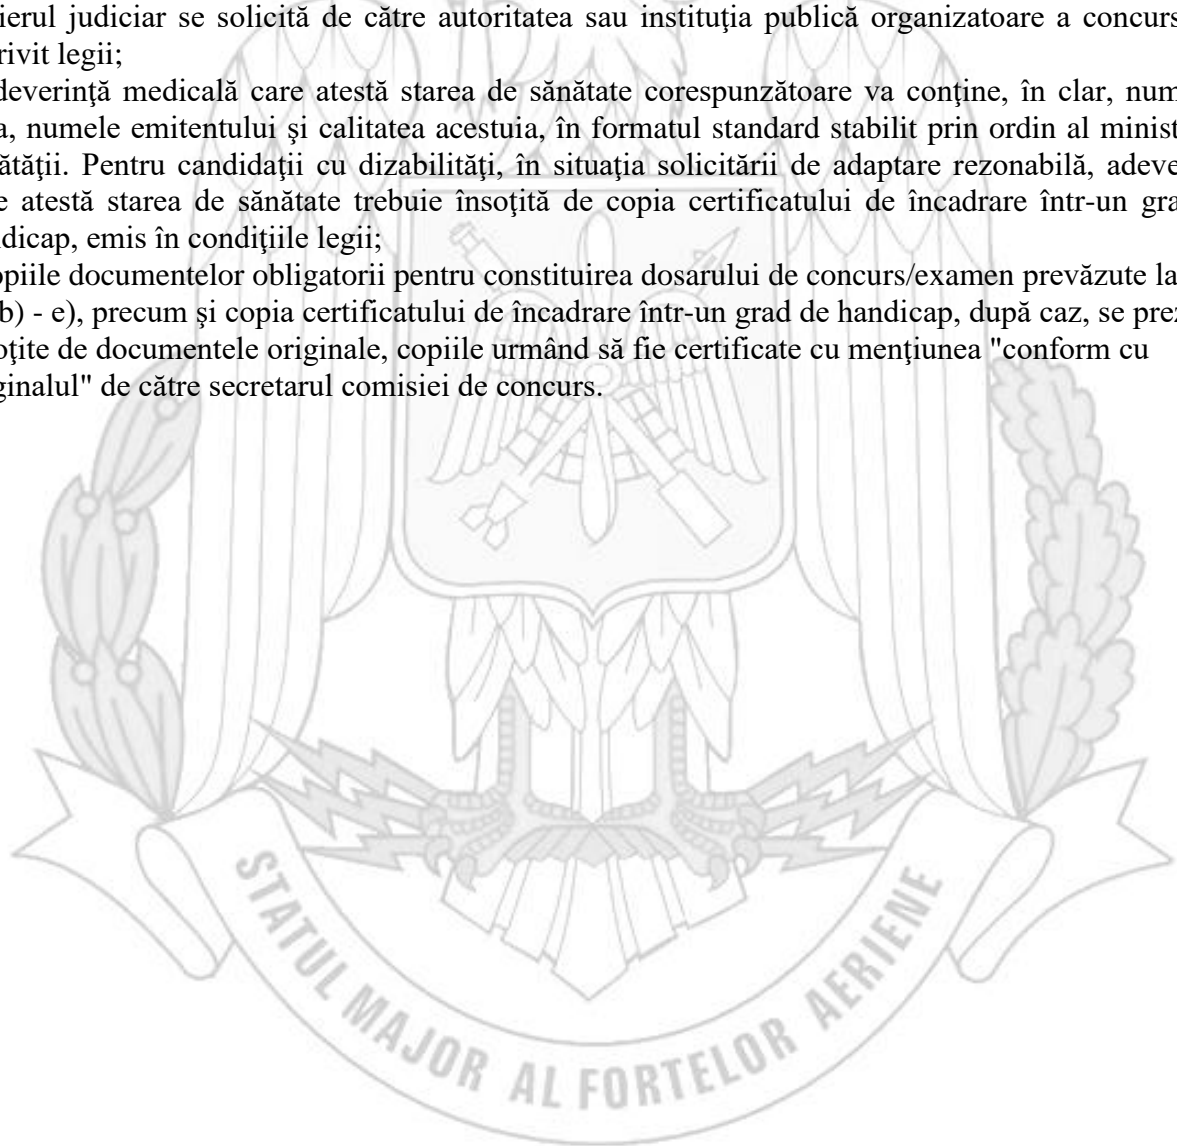 ierul judiciar se solicită de către autoritatea sau instituţia publică organizatoare a concurs
rivit legii;
deverinţă medicală care atestă starea de sănătate corespunzătoare va conţine, în clar, num
a, numele emitentului şi calitatea acestuia, în formatul standard stabilit prin ordin al minist
ătăţii. Pentru candidaţii cu dizabilităţi, în situaţia solicitării de adaptare rezonabilă, adeve
e atestă starea de sănătate trebuie însoţită de copia certificatului de încadrare într-un gra
dicap, emis în condiţiile legii;
opiile documentelor obligatorii pentru constituirea dosarului de concurs/examen prevăzute la
b) - e), precum şi copia certificatului de încadrare într-un grad de handicap, după caz, se prez
oţite de documentele originale, copiile urmând să fie certificate cu menţiunea "conform cu
ginalul" de către secretarul comisiei de concurs.
STATUL MAJOR AL FORTELOR AERIENE